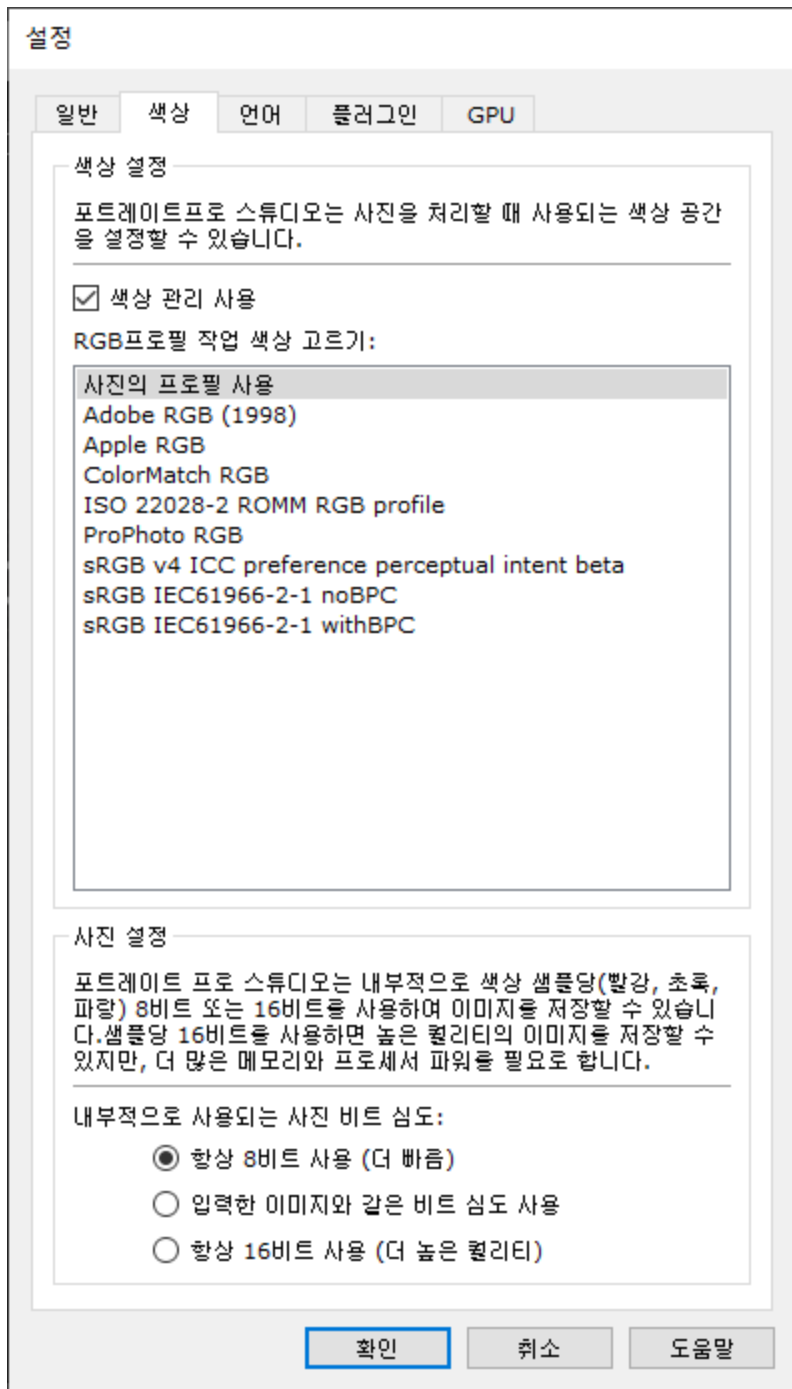 설정
일반 색상 언어 플러그인 GPU
색상 설정
포트레이트프로 스튜디오는 사진을 처리할 때 사용되는 색상 공간
을 설정할 수 있습니다.
색상 관리 사용
RGB프로필 작업 색상 고르기:
사진의 프로필 사용
Adobe RGB (1998)
Apple RGB
ColorMatch RGB
ISO 22028-2 ROMM RGB profile
ProPhoto RGB
sRGB v4 ICC preference perceptual intent beta
sRGB IEC61966-2-1 noBPC
sRGB IEC61966-2-1 withBPC
사진 설정
포트레이트 프로 스튜디오는 내부적으로 색상 샘플당(빨강, 초록,
파랑) 8비트 또는 16비트를 사용하여 이미지를 저장할 수 있습니
다.샘플당 16비트를 사용하면 높은 퀄리티의 이미지를 저장할 수
있지만, 더 많은 메모리와 프로세서 파워를 필요로 합니다.
내부적으로 사용되는 사진 비트 심도:
항상 8비트 사용 (더 빠름)
입력한 이미지와 같은 비트 심도 사용
항상 16비트 사용 (더 높은 퀄리티)
확인 취소 도움말